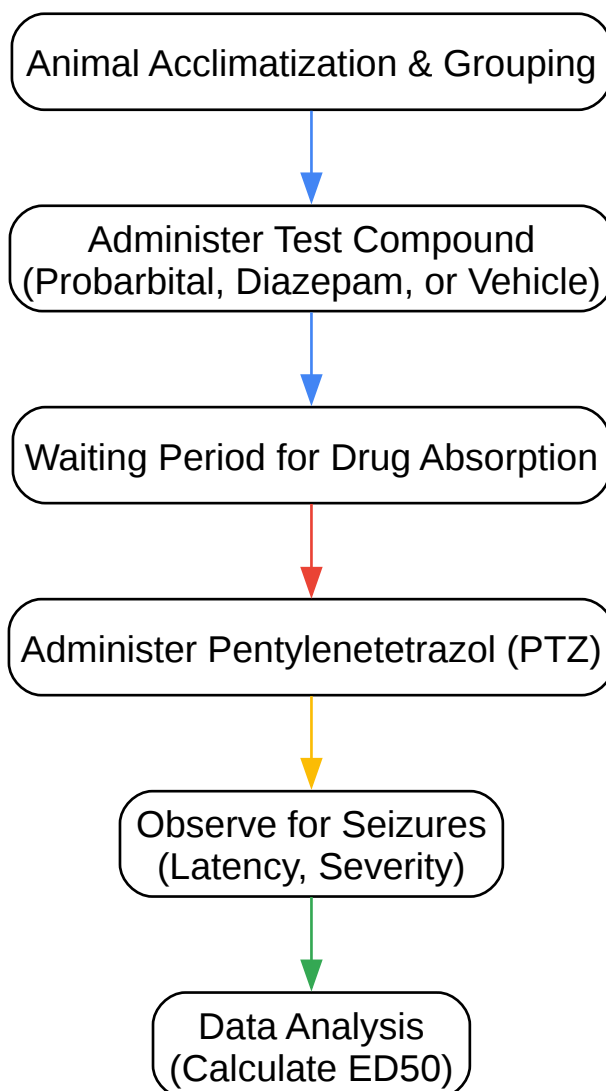 Animal Acclimatization & Grouping
Administer Test Compound
(Probarbital, Diazepam, or Vehicle)
Waiting Period for Drug Absorption
Administer Pentylenetetrazol (PTZ)
Observe for Seizures
(Latency, Severity)
Data Analysis
(Calculate ED50)